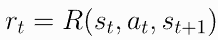 r_t = R(s_t, a_t, s_{t+1})